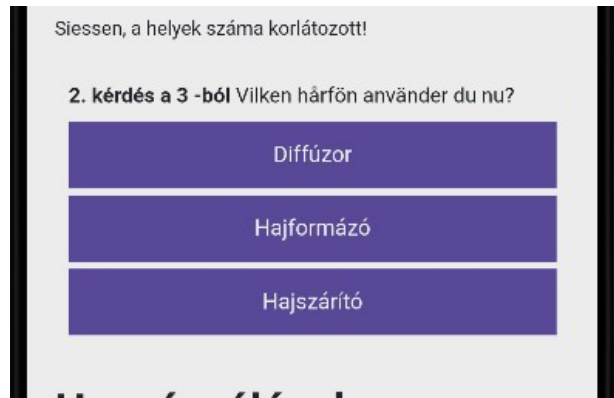 Siessen, a helyek száma korlátozott!
2. kérdés a 3 -ból Vilken hårfön använder du nu?
Diffúzor
Hajformázó
Hajszárító